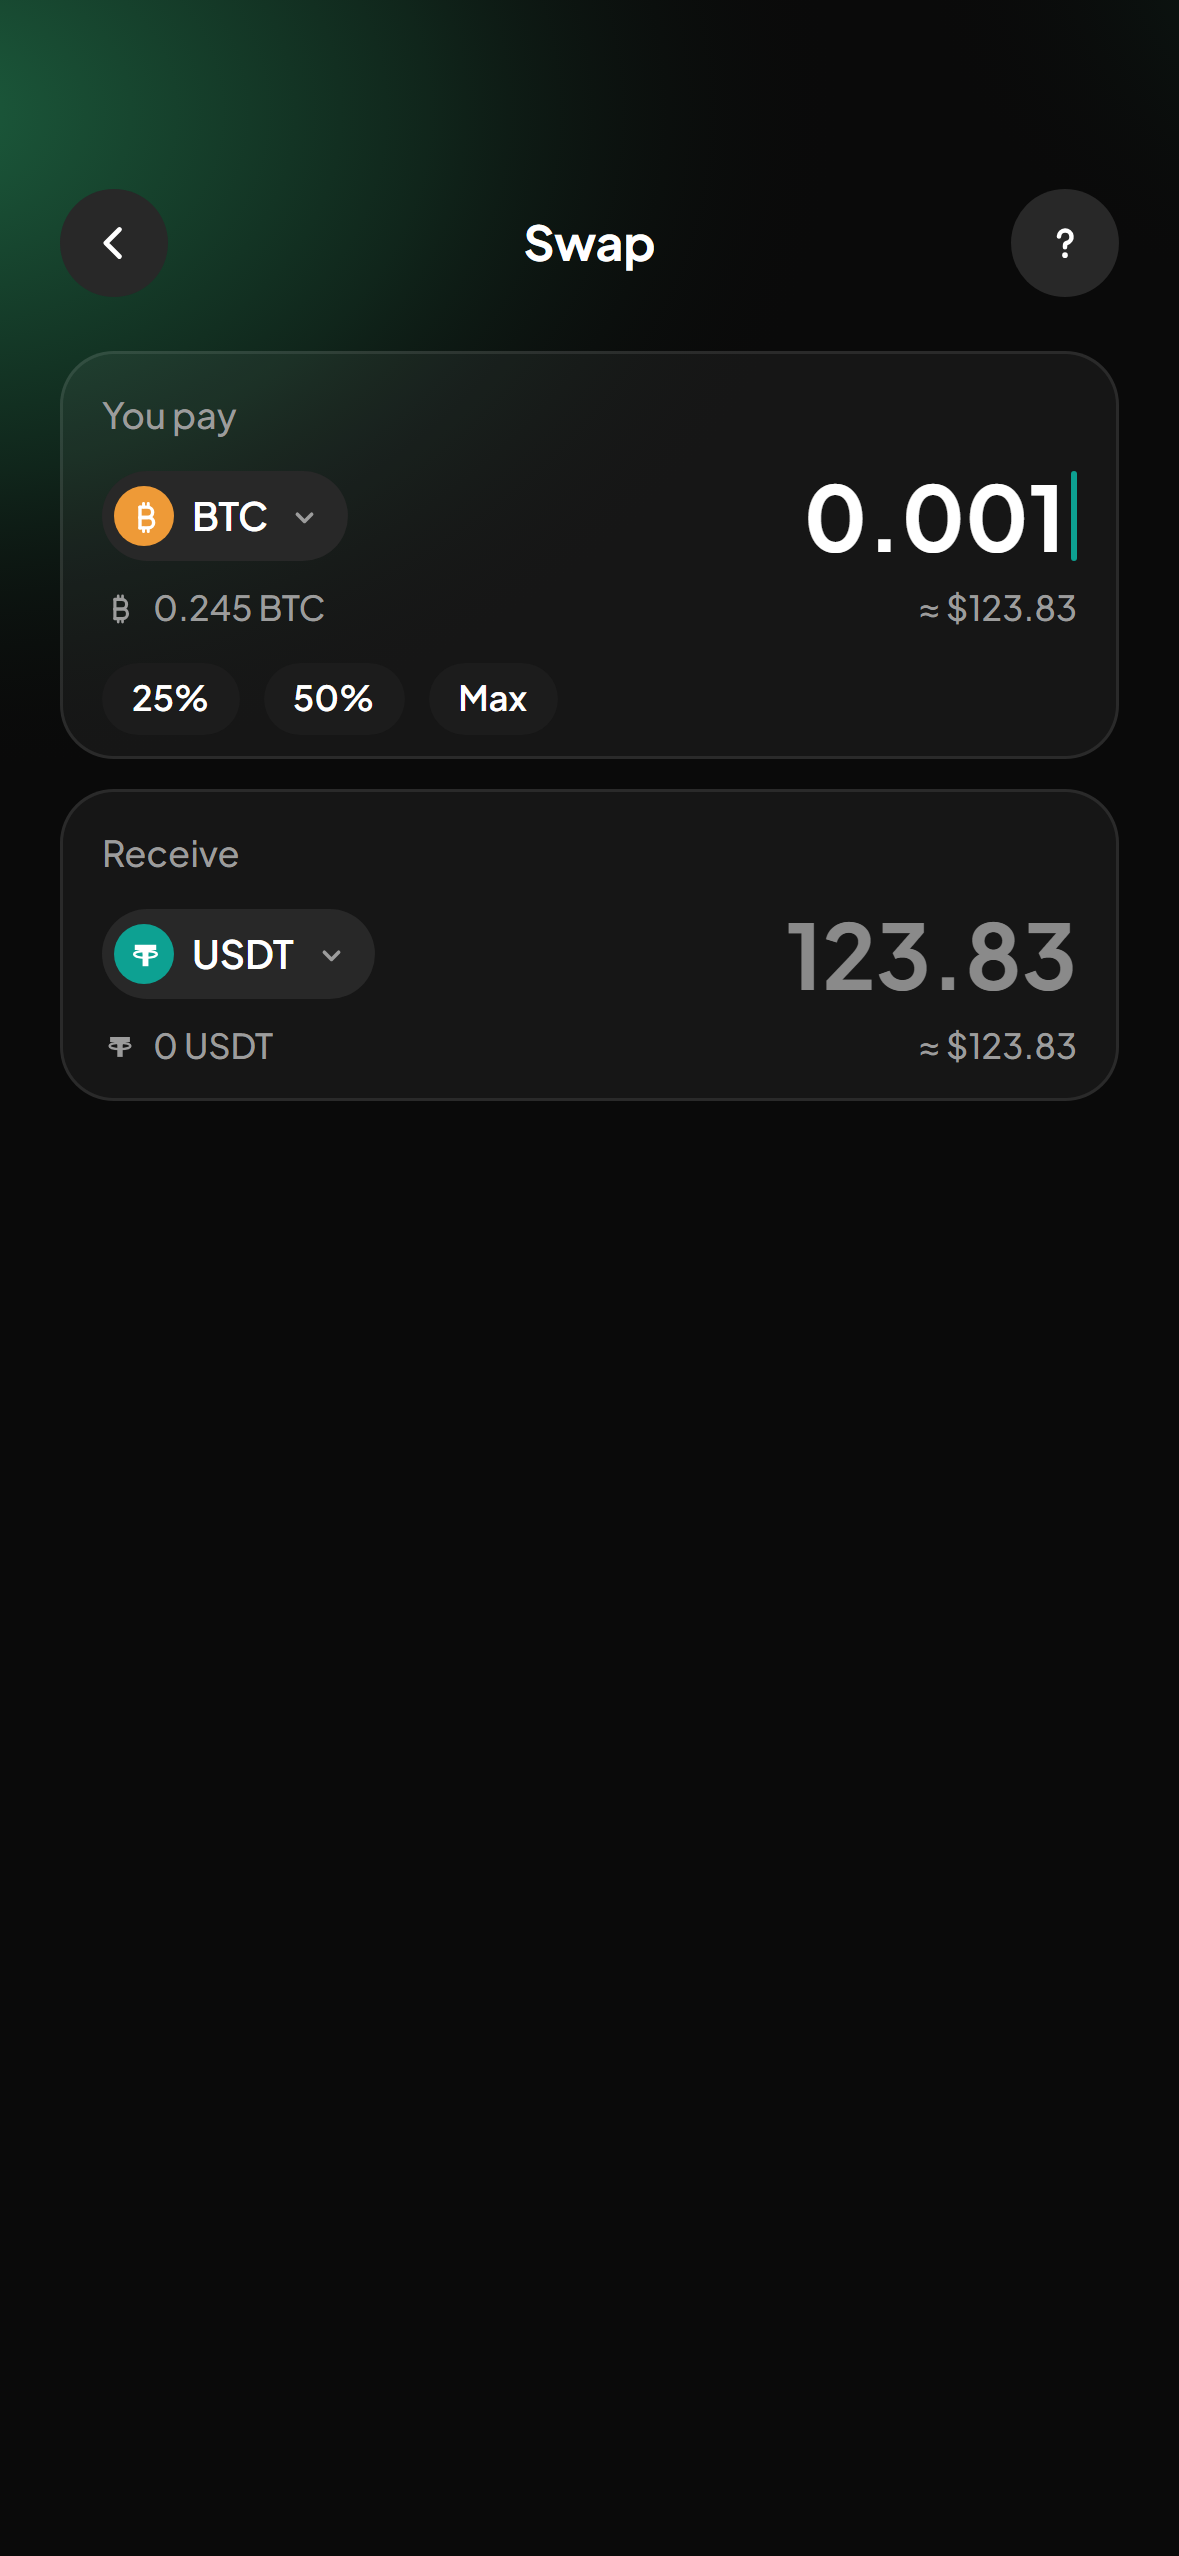 Swap
?
You pay
BTC
0.001
0.245 BTC
≈ $123.83
25% 50% Max
Receive
USDT
123.83
0 USDT
≈ $123.83